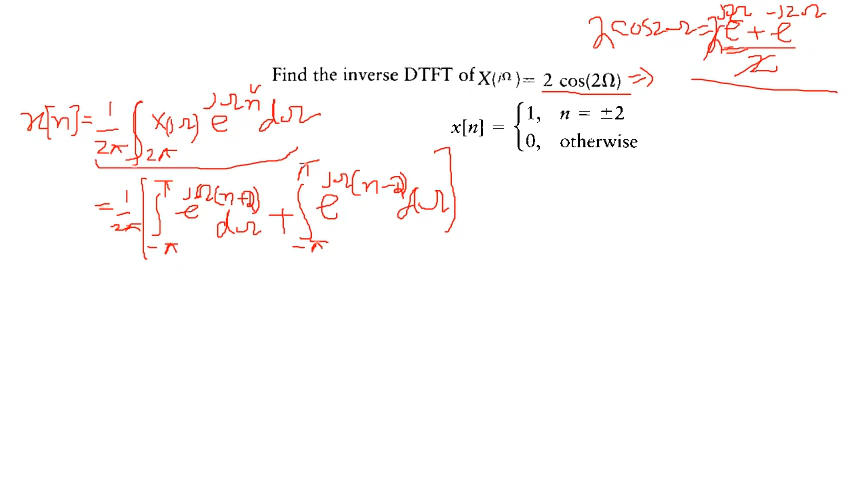 2cos2Ω = 2 e^{j2Ω} + e^{-j2Ω} / 2
Find the inverse DTFT of X(jΩ) = 2 cos(2Ω) ⇒
x[n] = 1/2π ∫_{2π} X(jΩ) e^{jΩn} dΩ
x[n] = { 1, n = ±2
0, otherwise
= 1/2π [ ∫_{-π}^{π} e^{jΩ(n+2)} dΩ + ∫_{-π}^{π} e^{jΩ(n-2)} dΩ ]